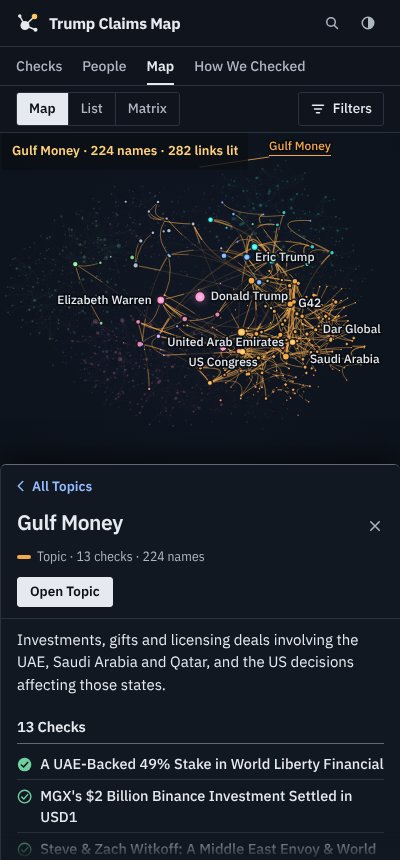 Trump Claims Map
Checks People Map How We Checked
Map List Matrix Filters
Gulf Money · 224 names · 282 links lit
Gulf Money
Eric Trump
Elizabeth Warren
Donald Trump
G42
Dar Global
United Arab Emirates
Saudi Arabia
US Congress
All Topics
Gulf Money
Topic · 13 checks · 224 names
Open Topic
Investments, gifts and licensing deals involving the
UAE, Saudi Arabia and Qatar, and the US decisions
affecting those states.
13 Checks
A UAE-Backed 49% Stake in World Liberty Financial
MGX's $2 Billion Binance Investment Settled in
USD1
Steve & Zach Witkoff: A Middle East Envoy & World